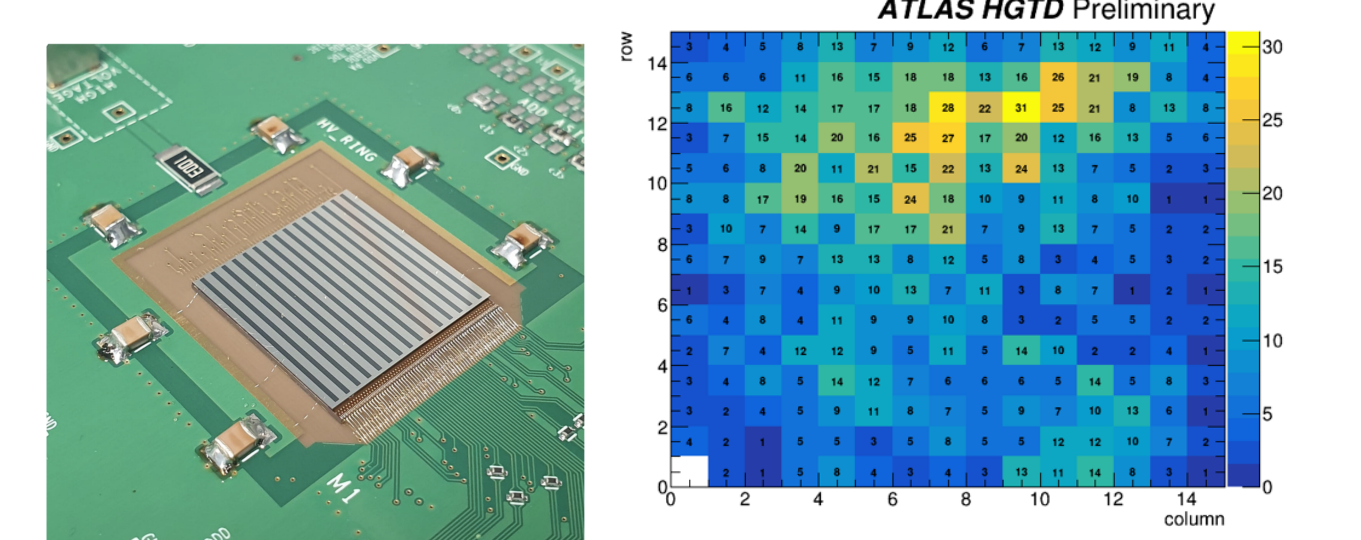 HIGH
VOLTAGE
1003
HV_RING
GND
M1
ATLAS HGTD Preliminary
row
3 4 5 8 13 7 9 12 6 7 13 12 9 11 4
6 6 6 11 16 15 18 18 13 16 26 21 19 8 4
8 16 12 14 17 17 18 28 22 31 25 21 8 13 8
3 7 15 14 20 16 25 27 17 20 12 16 13 5 6
5 6 8 20 11 21 15 22 13 24 13 7 5 2 3
8 8 17 19 16 15 24 18 10 9 11 8 10 1 1
3 10 7 14 9 17 17 21 7 9 13 7 5 2 2
6 7 9 7 13 13 8 12 5 8 3 4 5 3 2
1 3 7 4 9 10 13 7 11 3 8 7 1 2 1
6 4 8 4 11 9 9 10 8 3 2 5 5 2 2
2 7 4 12 12 9 5 11 5 14 10 2 2 4 1
3 4 8 5 14 12 7 6 6 6 5 14 5 8 3
3 2 4 5 9 11 8 7 5 9 7 10 13 6 1
4 2 1 5 5 3 5 8 5 5 12 12 10 7 2
2 1 5 8 4 3 4 3 13 11 14 8 3 1
14
12
10
8
6
4
2
0
0 2 4 6 8 10 12 14
column
30
25
20
15
10
5
0